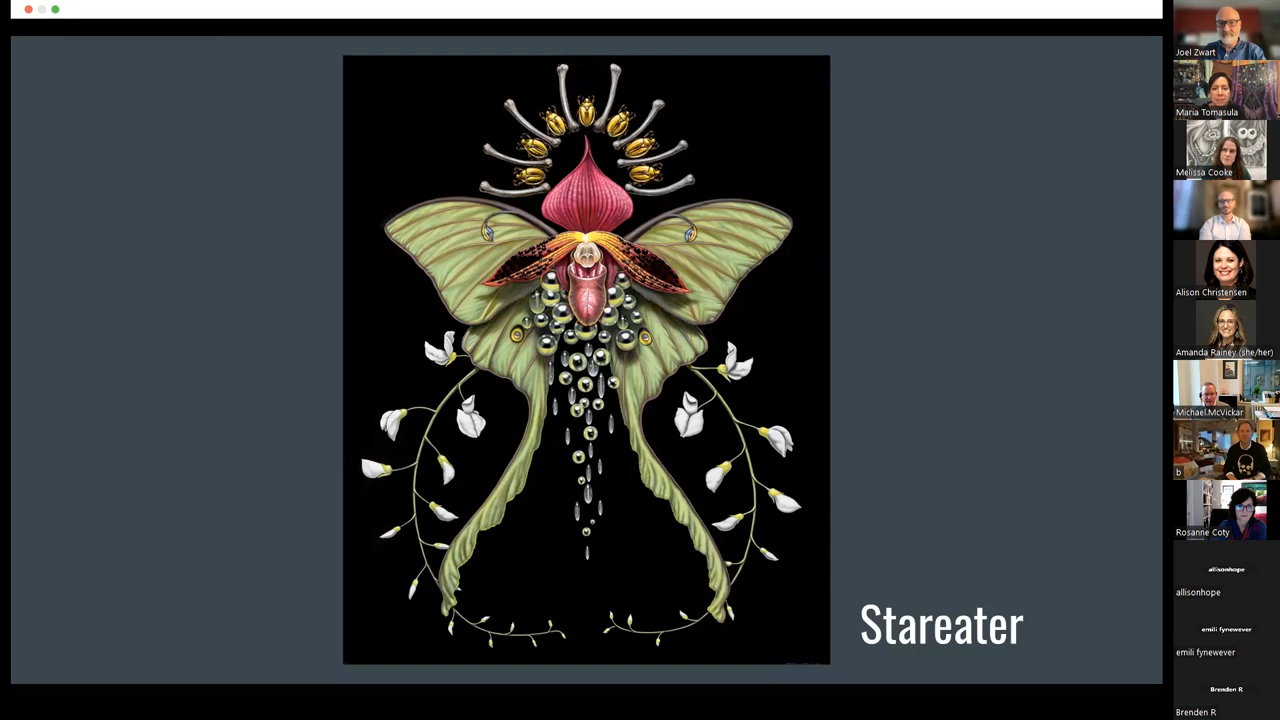 Stareater
Joel Zwart
Maria Tomasula
Melissa Cooke
Alison Christensen
Amanda Rainey (she/her)
Michael.McVickar
b
Rosanne Coty
allisonhope
allisonhope
emili fynewever
emili fynewever
Brenden R
Brenden R